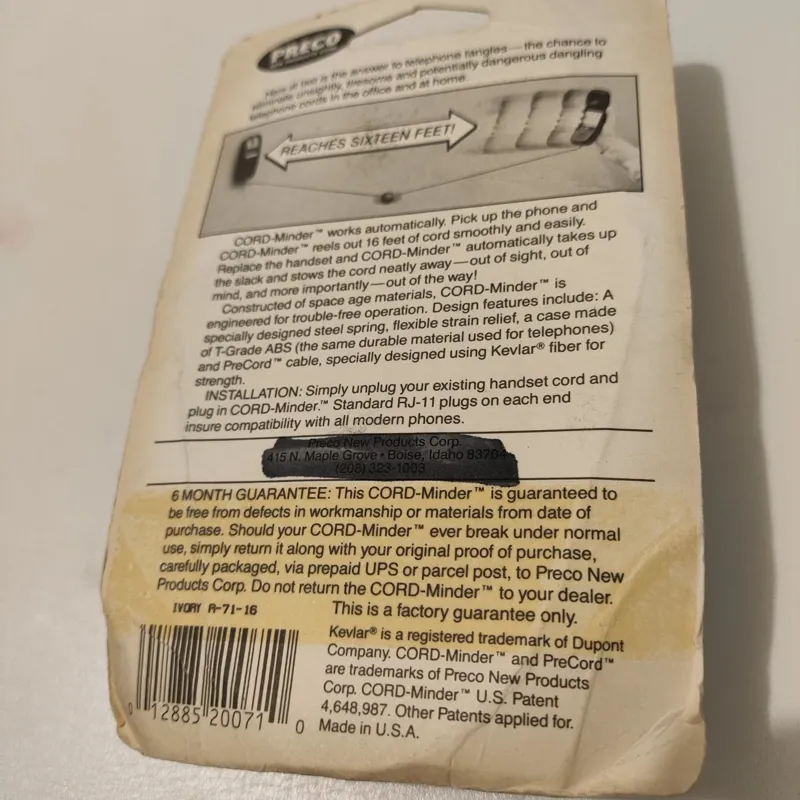 PRECO
Here at last is the answer to telephone tangles—the chance to
eliminate unsightly, tiresome and potentially dangerous dangling
telephone cords in the office and at home.
REACHES SIXTEEN FEET!
CORD-Minder™ works automatically. Pick up the phone and
CORD-Minder™ reels out 16 feet of cord smoothly and easily.
Replace the handset and CORD-Minder™ automatically takes up
the slack and stows the cord neatly away—out of sight, out of
mind, and more importantly—out of the way!
Constructed of space age materials, CORD-Minder™ is
engineered for trouble-free operation. Design features include: A
specially designed steel spring, flexible strain relief, a case made
of T-Grade ABS (the same durable material used for telephones)
and PreCord™ cable, specially designed using Kevlar® fiber for
strength.
INSTALLATION: Simply unplug your existing handset cord and
plug in CORD-Minder.™ Standard RJ-11 plugs on each end
insure compatibility with all modern phones.
Preco New Products Corp.
415 N. Maple Grove • Boise, Idaho 83704
(208) 323-1003
6 MONTH GUARANTEE: This CORD-Minder™ is guaranteed to
be free from defects in workmanship or materials from date of
purchase. Should your CORD-Minder™ ever break under normal
use, simply return it along with your original proof of purchase,
carefully packaged, via prepaid UPS or parcel post, to Preco New
Products Corp. Do not return the CORD-Minder™ to your dealer.
This is a factory guarantee only.
IVORY A-71-16
Kevlar® is a registered trademark of Dupont
Company. CORD-Minder™ and PreCord™
are trademarks of Preco New Products
Corp. CORD-Minder™ U.S. Patent
4,648,987. Other Patents applied for.
Made in U.S.A.
0 12885 20071 0